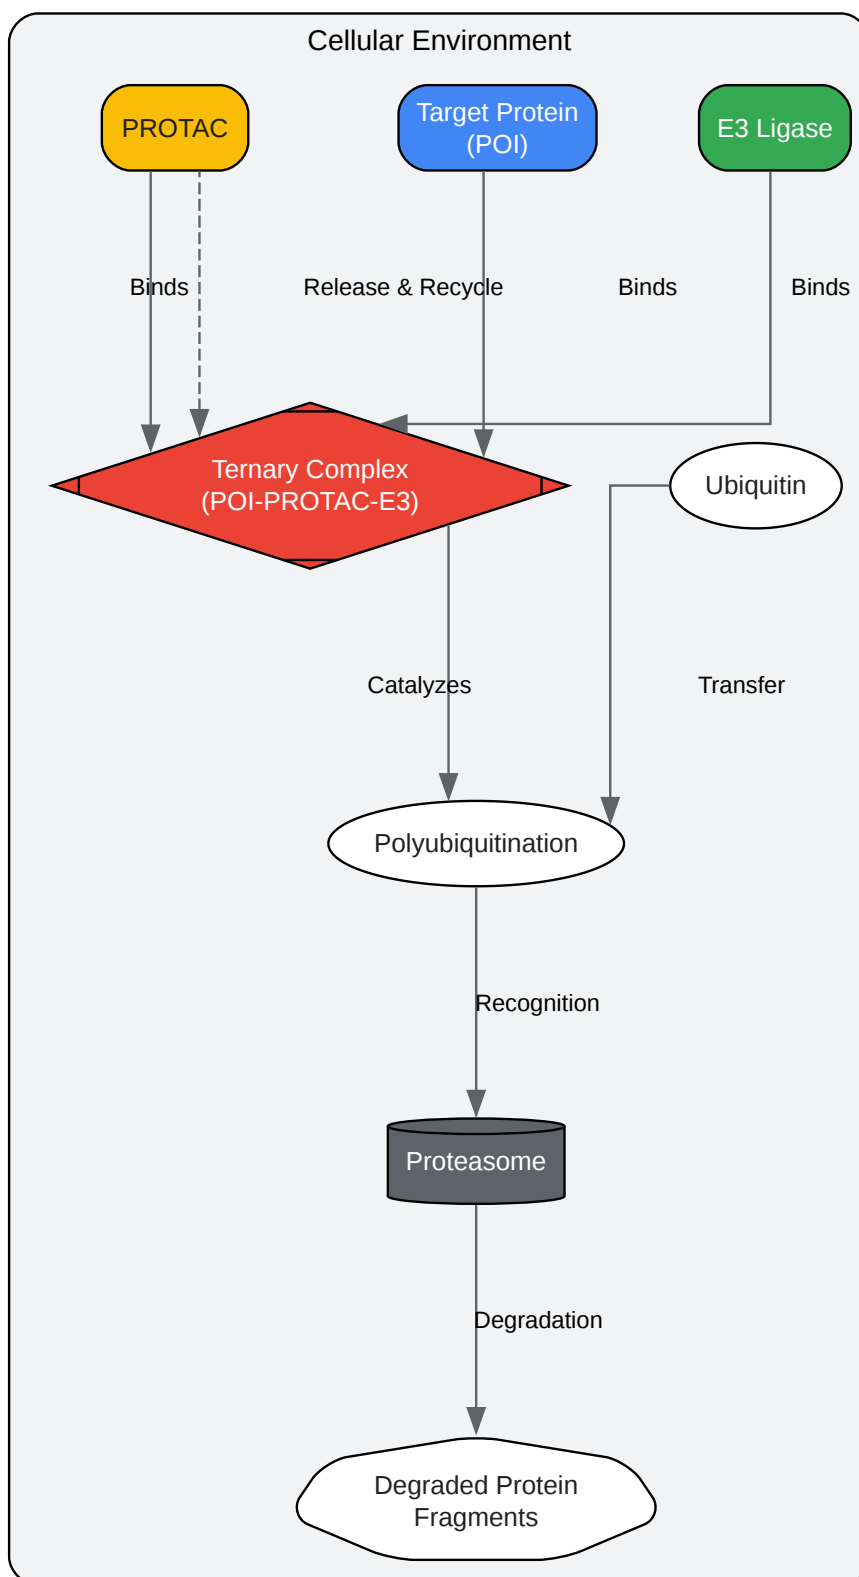 Cellular Environment
PROTAC
Target Protein
(POI)
E3 Ligase
Binds
Release & Recycle
Binds
Binds
Ternary Complex
(POI-PROTAC-E3)
Ubiquitin
Catalyzes
Transfer
Polyubiquitination
Recognition
Proteasome
Degradation
Degraded Protein
Fragments